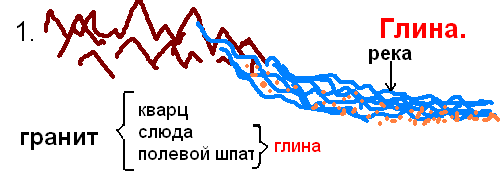 1.
Глина.
река
гранит
кварц
слюда
полевой шпат
глина